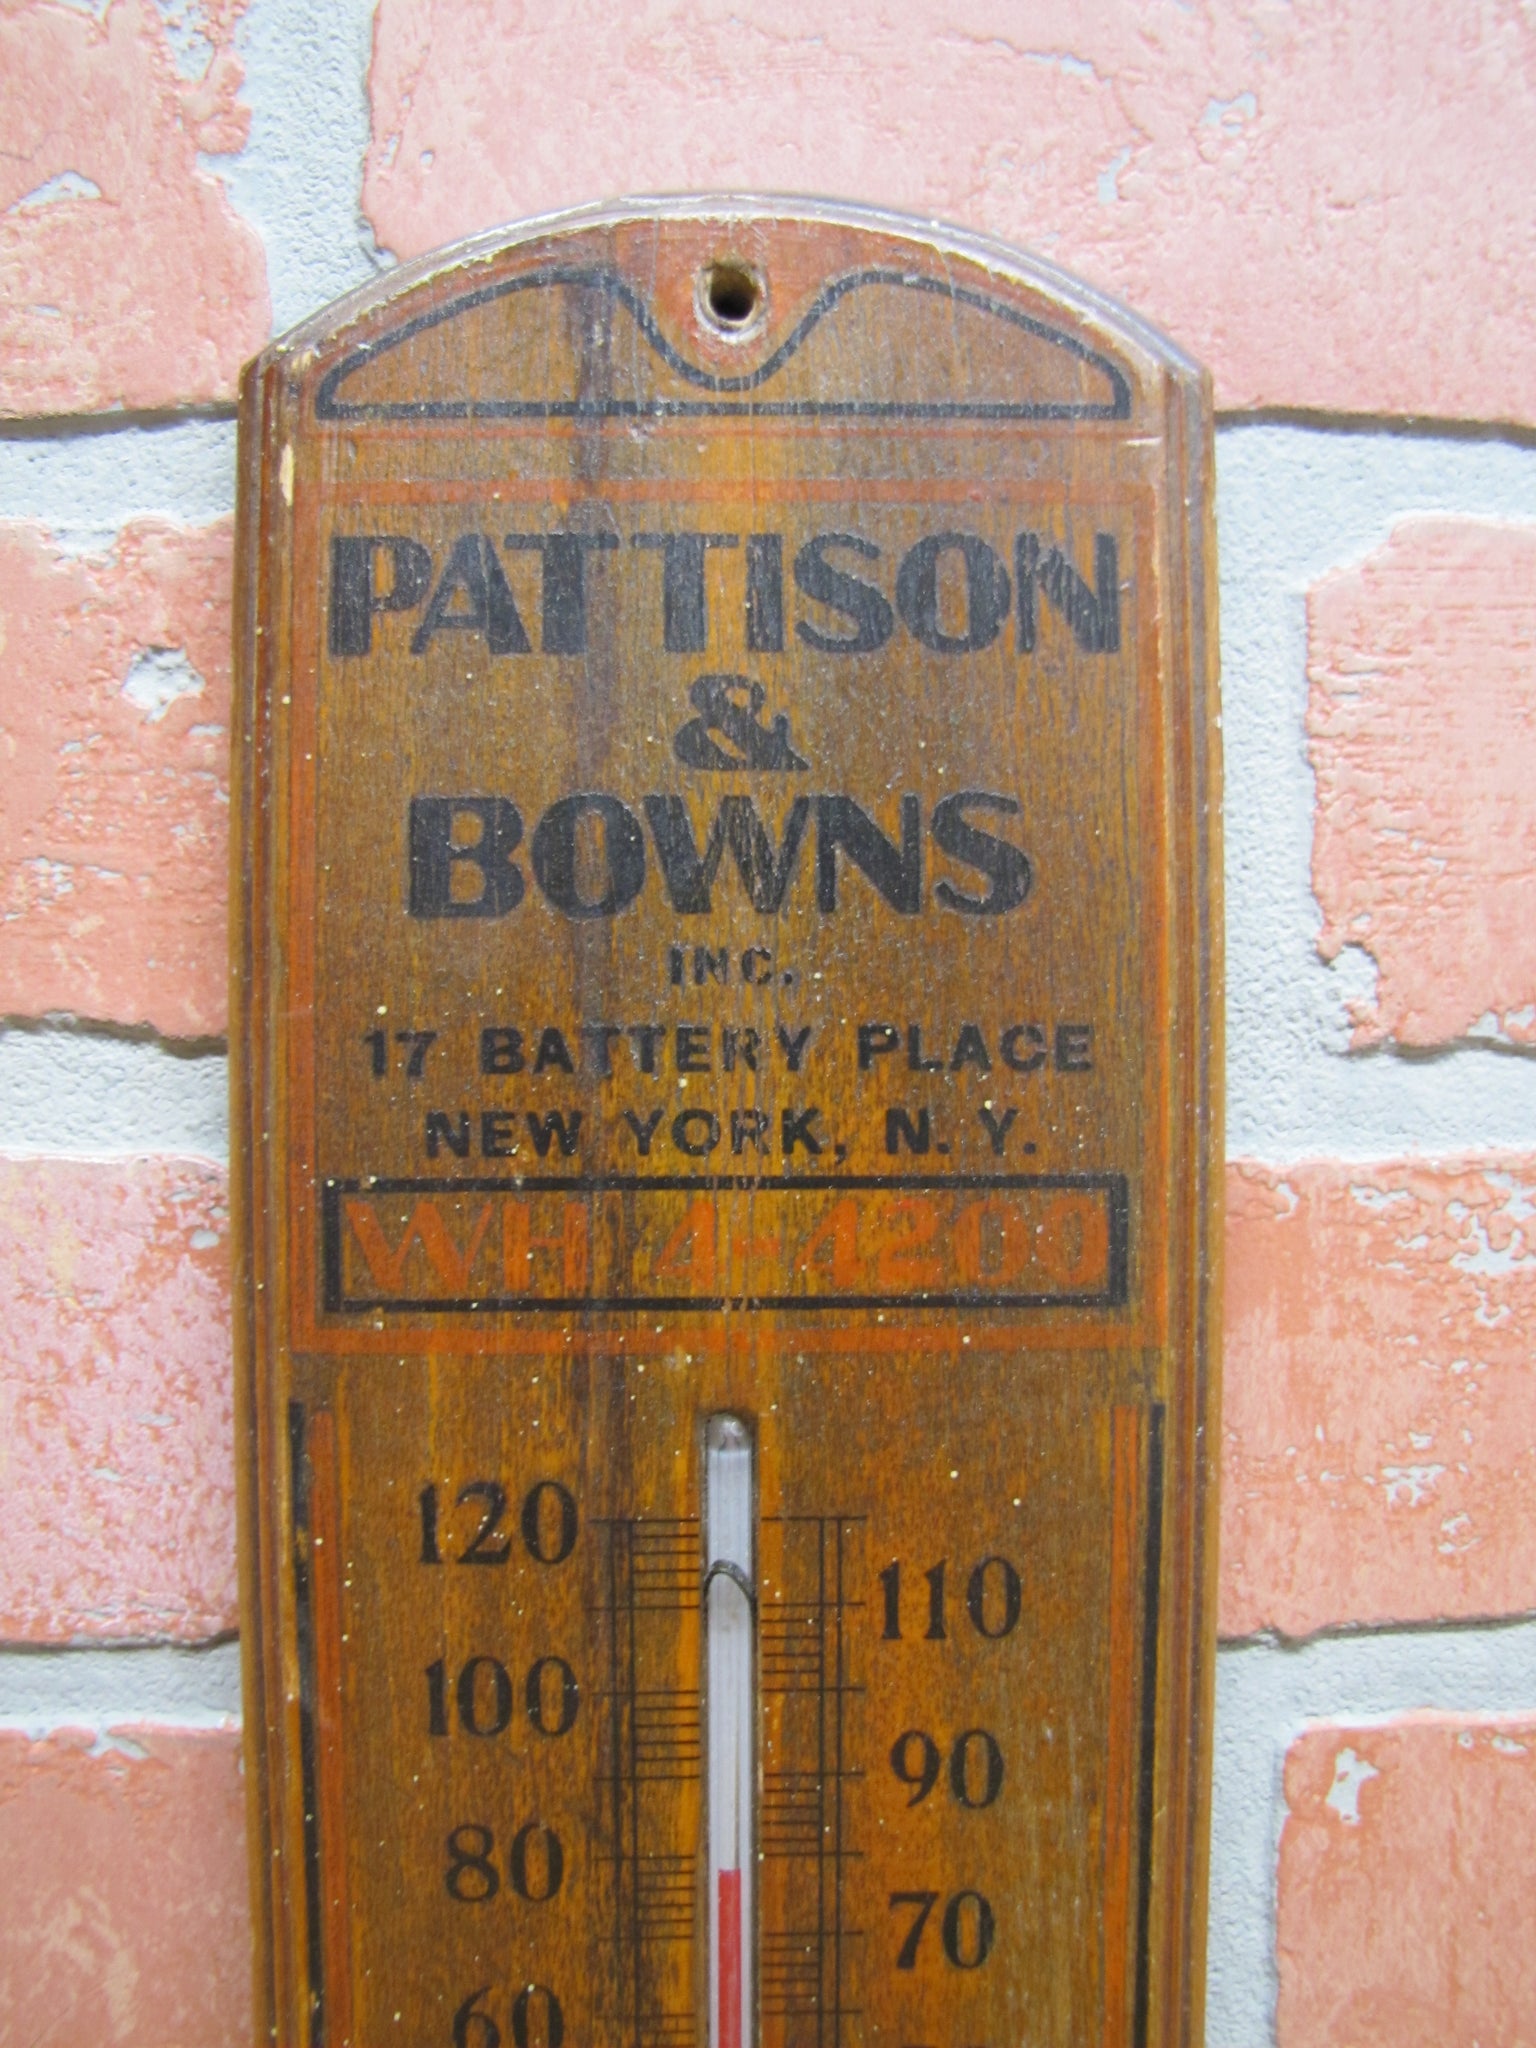 PATTISON
&
BOWNS
INC.
17 BATTERY PLACE
NEW YORK, N. Y.
WH 4-4200
120
110
100
90
80
70
60